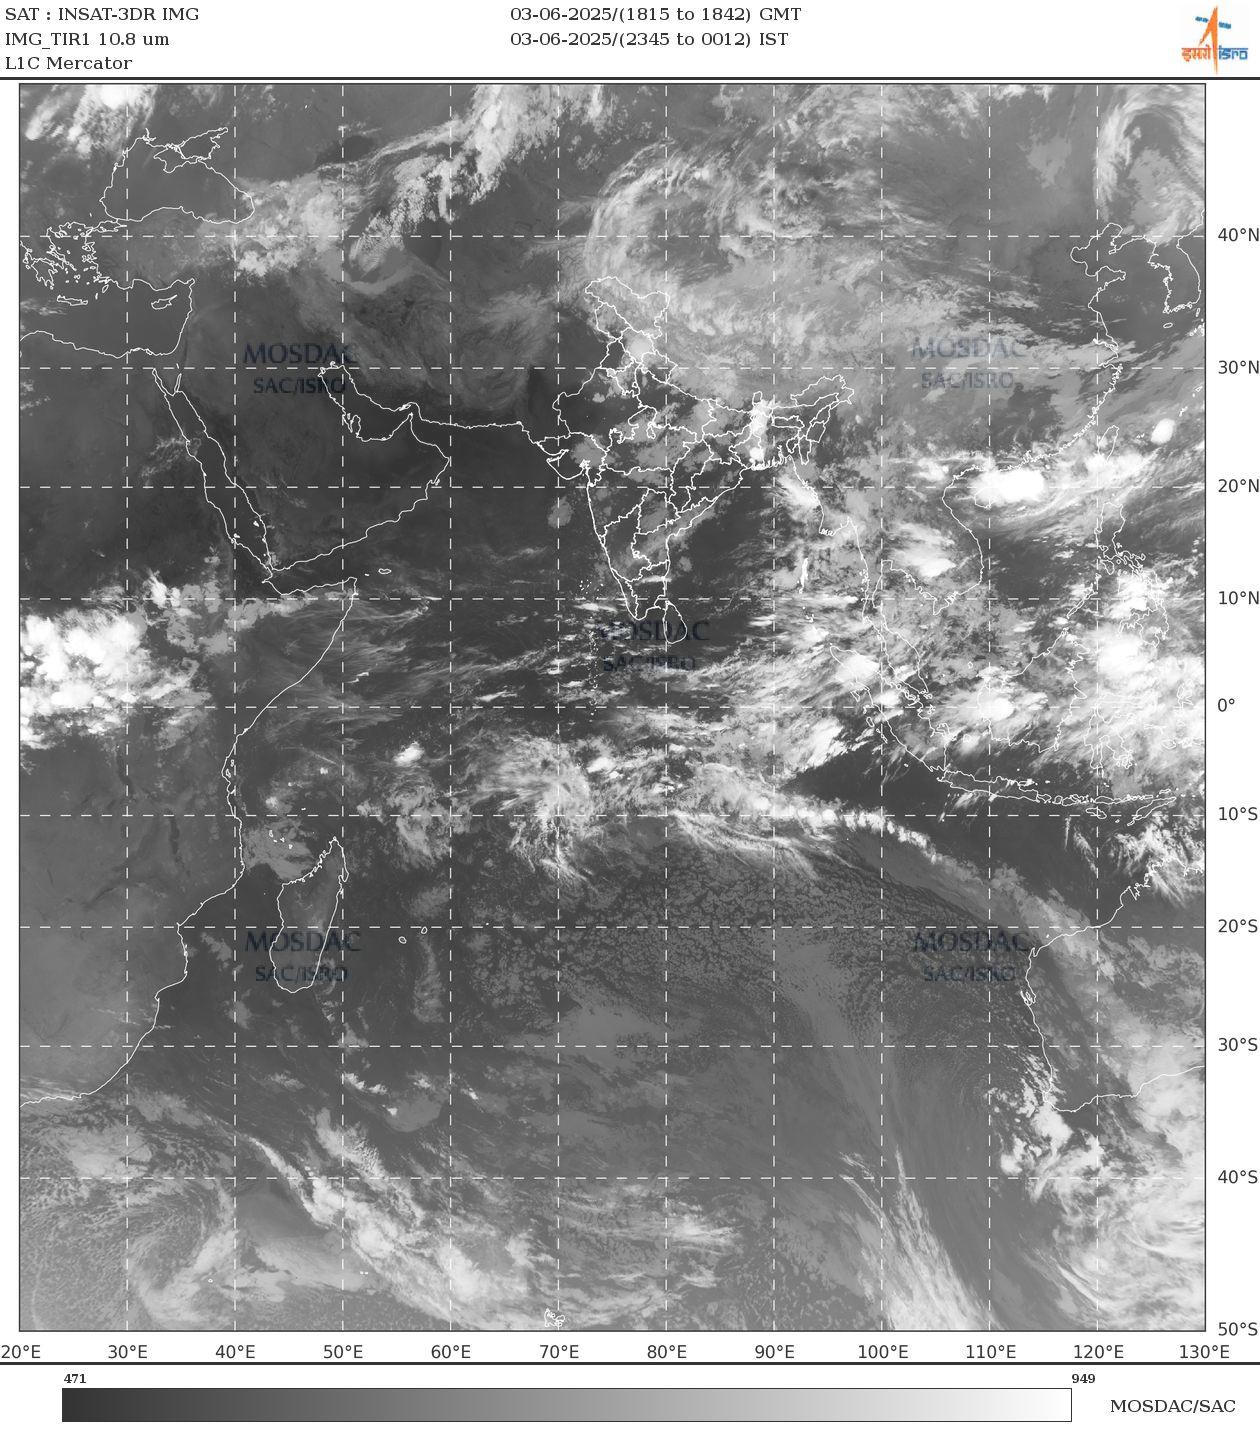 SAT : INSAT-3DR IMG
03-06-2025/(1815 to 1842) GMT
IMG_TIR1 10.8 um
03-06-2025/(2345 to 0012) IST
L1C Mercator
इसरो isro
40°N
MOSDAC
SAC/ISRO
MOSDAC
SAC/ISRO
30°N
20°N
10°N
MOSDAC
SAC/ISRO
0°
10°S
20°S
MOSDAC
SAC/ISRO
MOSDAC
SAC/ISRO
30°S
40°S
50°S
20°E 30°E 40°E 50°E 60°E 70°E 80°E 90°E 100°E 110°E 120°E 130°E
471
949
MOSDAC/SAC